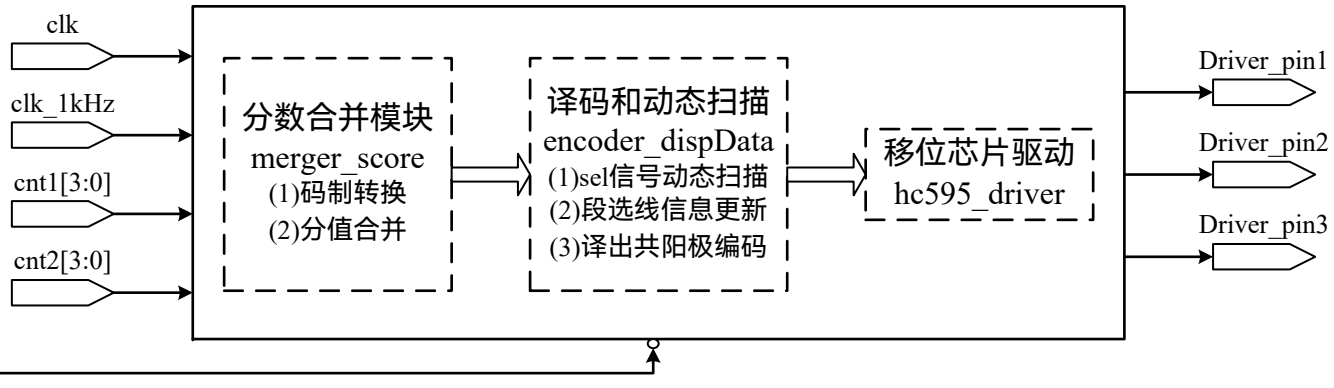 clk
clk_1kHz
cnt1[3:0]
cnt2[3:0]
分数合并模块
merger_score
(1)码制转换
(2)分值合并
译码和动态扫描
encoder_dispData
(1)sel信号动态扫描
(2)段选线信息更新
(3)译出共阳极编码
移位芯片驱动
hc595_driver
Driver_pin1
Driver_pin2
Driver_pin3